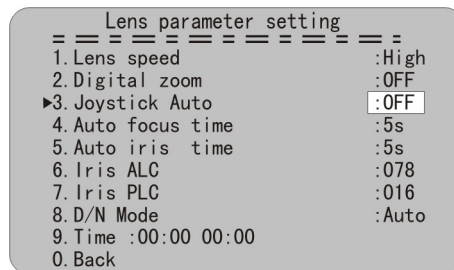 Lens parameter setting
1. Lens speed :High
2. Digital zoom :OFF
▶3. Joystick Auto :OFF
4. Auto focus time :5s
5. Auto iris time :5s
6. Iris ALC :078
7. Iris PLC :016
8. D/N Mode :Auto
9. Time :00:00 00:00
0. Back